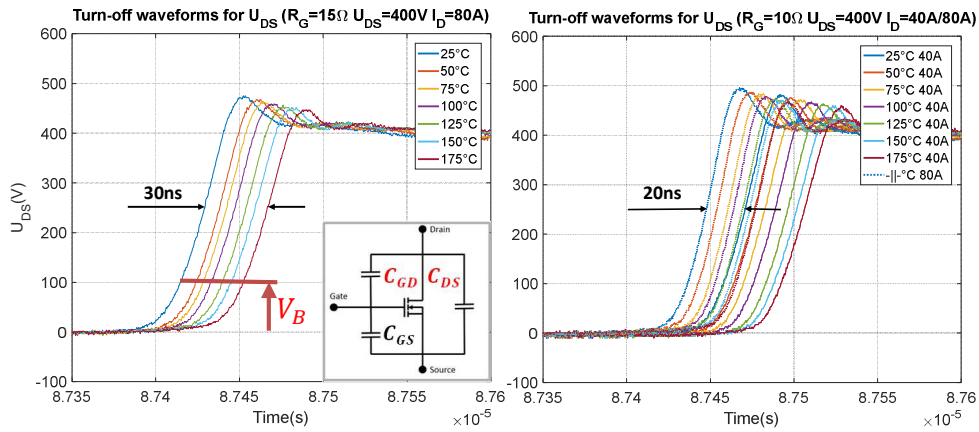 Turn-off waveforms for U_DS (R_G=15Ω U_DS=400V I_D=80A)
600
500
400
300
200
100
0
-100
U_DS(V)
25°C
50°C
75°C
100°C
125°C
150°C
175°C
30ns
V_B
Drain
C_GD
C_DS
Gate
C_GS
Source
8.735
8.74
8.745
8.75
8.755
8.76
Time(s)
×10^-5
Turn-off waveforms for U_DS (R_G=10Ω U_DS=400V I_D=40A/80A)
600
500
400
300
200
100
0
-100
25°C 40A
50°C 40A
75°C 40A
100°C 40A
125°C 40A
150°C 40A
175°C 40A
-||-°C 80A
20ns
8.735
8.74
8.745
8.75
8.755
8.76
Time(s)
×10^-5